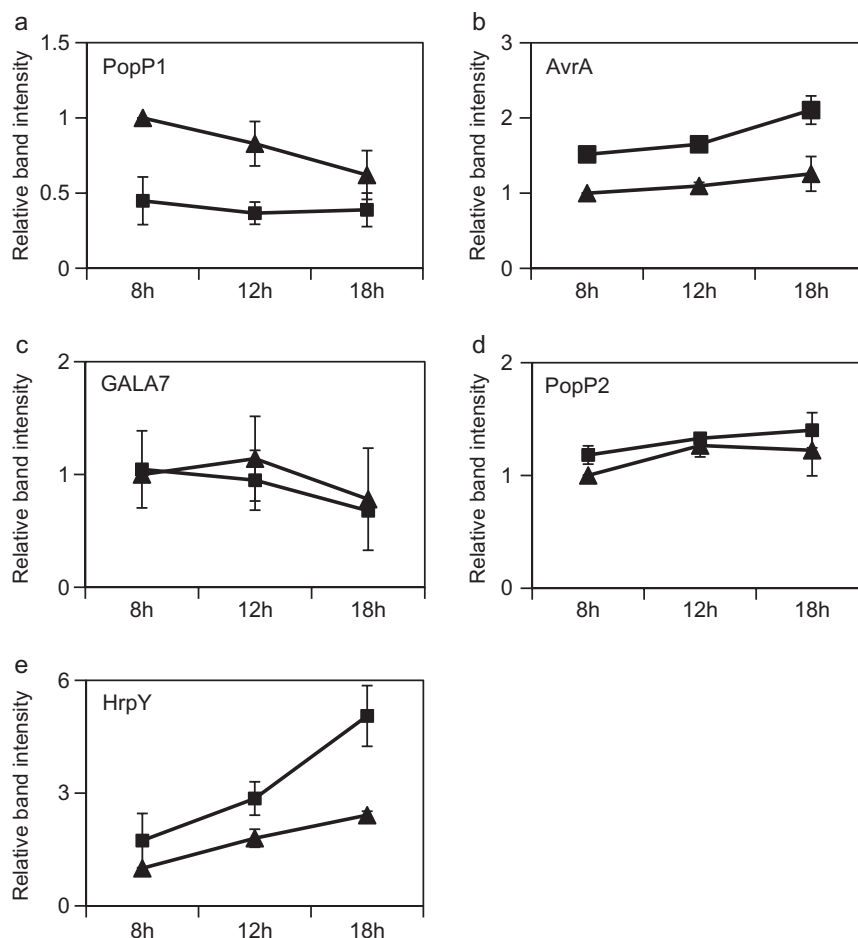 a
Relative band intensity
1.5
1
0.5
0
PopP1
8h 12h 18h
b
Relative band intensity
3
2
1
0
AvrA
8h 12h 18h
c
Relative band intensity
2
1
0
GALA7
8h 12h 18h
d
Relative band intensity
2
1
0
PopP2
8h 12h 18h
e
Relative band intensity
6
3
0
HrpY
8h 12h 18h